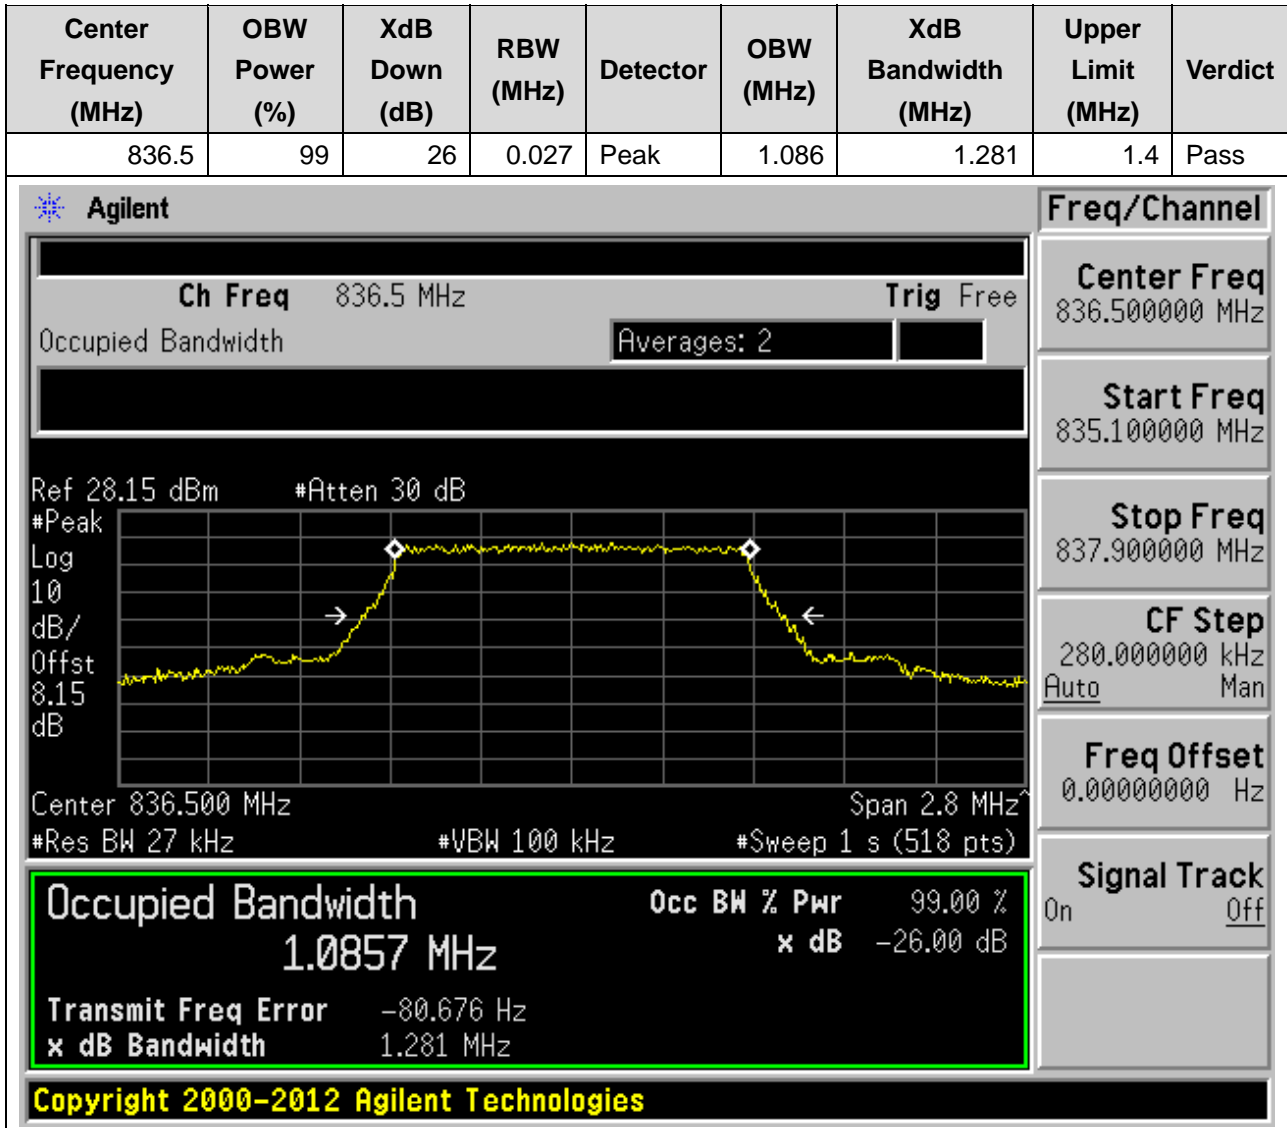 Center Frequency (MHz) OBW Power (%) XdB Down (dB) RBW (MHz) Detector OBW (MHz) XdB Bandwidth (MHz) Upper Limit (MHz) Verdict
836.5 99 26 0.027 Peak 1.086 1.281 1.4 Pass
Agilent
Freq/Channel
Ch Freq 836.5 MHz Trig Free
Occupied Bandwidth Averages: 2
Center Freq
836.500000 MHz
Start Freq
835.100000 MHz
Stop Freq
837.900000 MHz
CF Step
280.000000 kHz
Auto Man
Freq Offset
0.00000000 Hz
Signal Track
On Off
Ref 28.15 dBm #Atten 30 dB
#Peak
Log
10
dB/
Offst
8.15
dB
Center 836.500 MHz Span 2.8 MHz^
#Res BW 27 kHz #VBW 100 kHz #Sweep 1 s (518 pts)
Occupied Bandwidth Occ BW % Pwr 99.00 %
1.0857 MHz x dB -26.00 dB
Transmit Freq Error -80.676 Hz
x dB Bandwidth 1.281 MHz
Copyright 2000-2012 Agilent Technologies